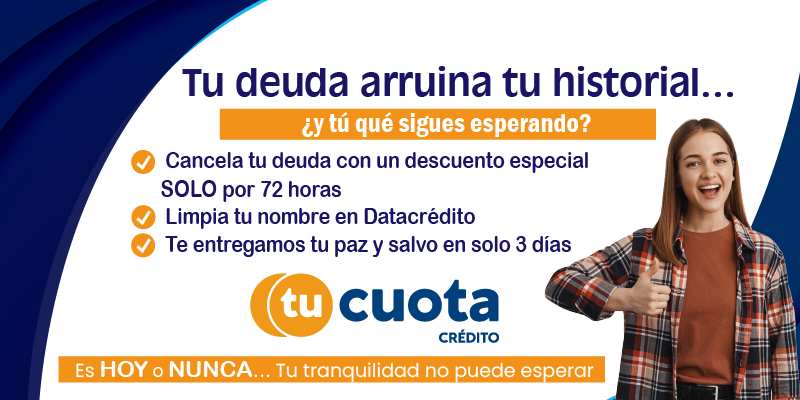 Tu deuda arruina tu historial...
¿y tú qué sigues esperando?
Cancela tu deuda con un descuento especial
SOLO por 72 horas
Limpia tu nombre en Datacrédito
Te entregamos tu paz y salvo en solo 3 días
tu cuota
CRÉDITO
Es HOY o NUNCA... Tu tranquilidad no puede esperar